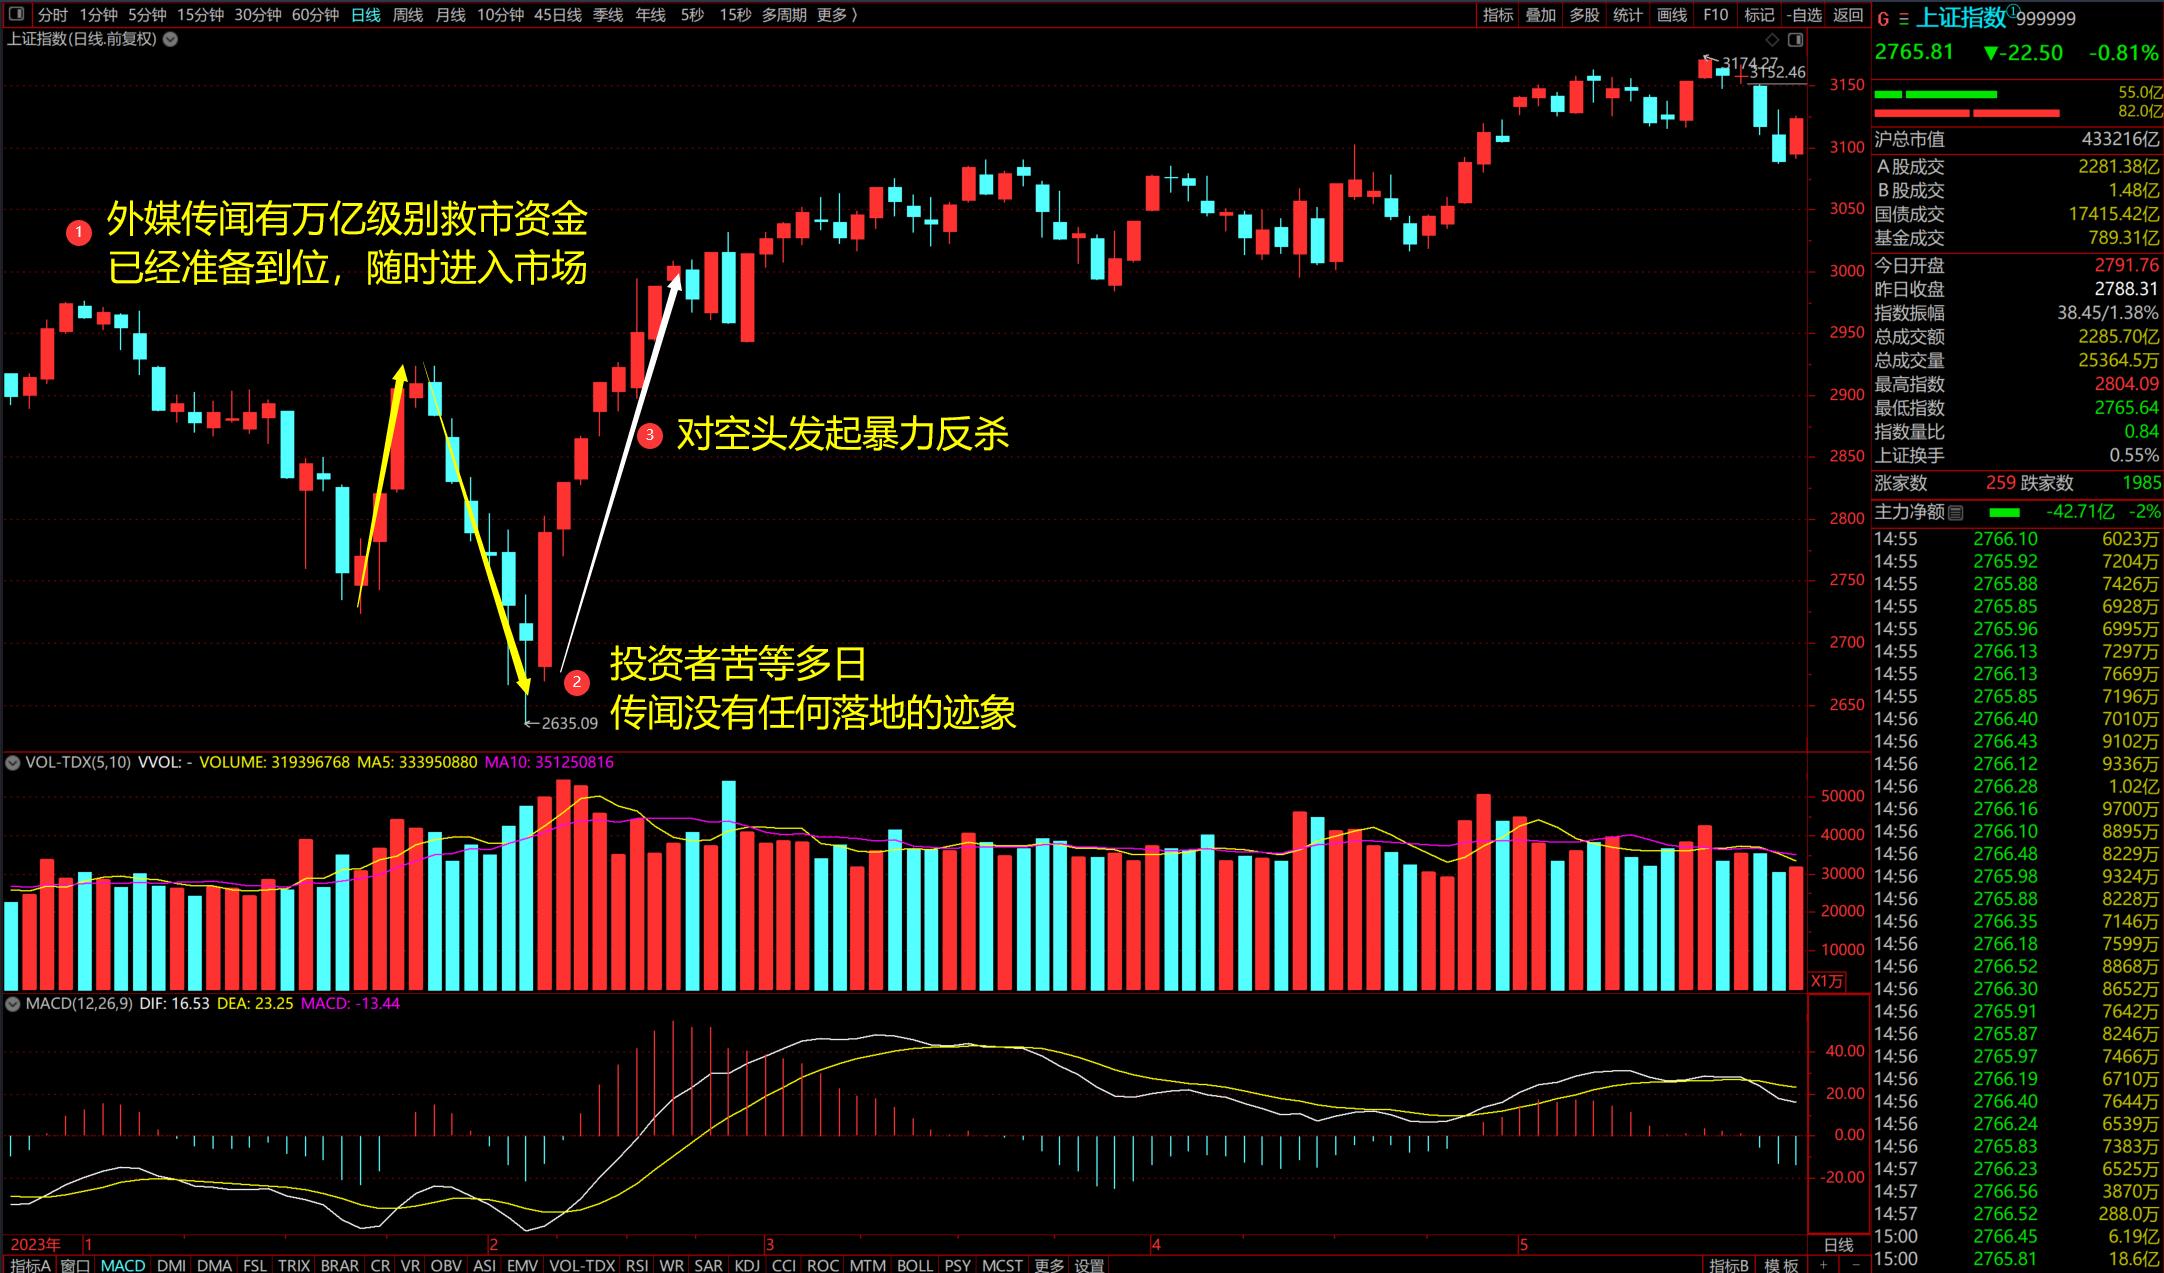 分时 1分钟 5分钟 15分钟 30分钟 60分钟 日线 周线 月线 10分钟 45日线 季线 年线 5秒 15秒 多周期 更多 〉 指标 叠加 多股 统计 画线 F10 标记 -自选 返回
上证指数(日线.前复权)
G 上证指数① 999999
2765.81 ▼-22.50 -0.81%
55.0亿
82.0亿
沪总市值 433216亿
A股成交 2281.38亿
B股成交 1.48亿
国债成交 17415.42亿
基金成交 789.31亿
今日开盘 2791.76
昨日收盘 2788.31
指数振幅 38.45/1.38%
总成交额 2285.70亿
总成交量 25364.5万
最高指数 2804.09
最低指数 2765.64
指数量比 0.84
上证换手 0.55%
涨家数 259 跌家数 1985
主力净额 -42.71亿 -2%
14:55 2766.10 6023万
14:55 2765.92 7204万
14:55 2765.88 7426万
14:55 2765.85 6928万
14:55 2765.96 6995万
14:55 2766.13 7297万
14:55 2766.13 7669万
14:55 2765.85 7196万
14:56 2766.40 7010万
14:56 2766.43 9102万
14:56 2766.12 9336万
14:56 2766.28 1.02亿
14:56 2766.16 9700万
14:56 2766.10 8895万
14:56 2766.48 8229万
14:56 2765.98 9324万
14:56 2765.88 8228万
14:56 2766.35 7146万
14:56 2766.18 7599万
14:56 2766.52 8868万
14:56 2766.30 8652万
14:56 2765.91 7642万
14:56 2765.87 8246万
14:56 2765.97 7466万
14:56 2766.19 6710万
14:56 2766.40 7644万
14:56 2766.24 6539万
14:56 2765.83 7383万
14:57 2766.23 6525万
14:57 2766.56 3870万
14:57 2766.52 288.0万
15:00 2766.45 6.19亿
15:00 2765.81 18.6亿
3174.27
3152.46
3150
3100
3050
3000
2950
2900
2850
2800
2750
2700
2650
1 外媒传闻有万亿级别救市资金
已经准备到位，随时进入市场
3 对空头发起暴力反杀
2 投资者苦等多日
传闻没有任何落地的迹象
2635.09
VOL-TDX(5,10) VVOL: - VOLUME: 319396768 MA5: 333950880 MA10: 351250816
50000
40000
30000
20000
10000
X1万
MACD(12,26,9) DIF: 16.53 DEA: 23.25 MACD: -13.44
40.00
20.00
0.00
-20.00
2023年 1 2 3 4 5 日线
指标A 窗口 MACD DMI DMA FSL TRIX BRAR CR VR OBV ASI EMV VOL-TDX RSI WR SAR KDJ CCI ROC MTM BOLL PSY MCST 更多 设置 指标B 模板 + -